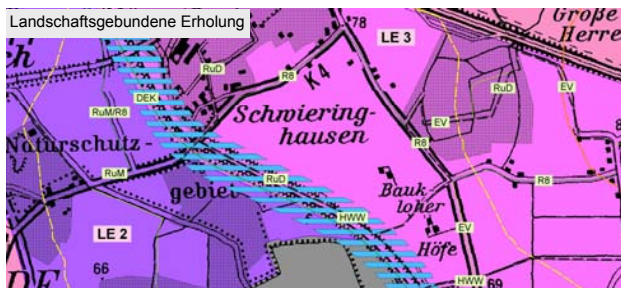 Landschaftsgebundene Erholung
78
Große
Herre
LE 3
RuD
DEK
R8
K 4
RuD
EV
EV
RuM/R8
Schwiering-
hausen
R8
Naturschutz-
RuM
gebiet
RuD
R8
Bauk
loher
Höfe
HWW
EV
LE 2
66
HWW
69